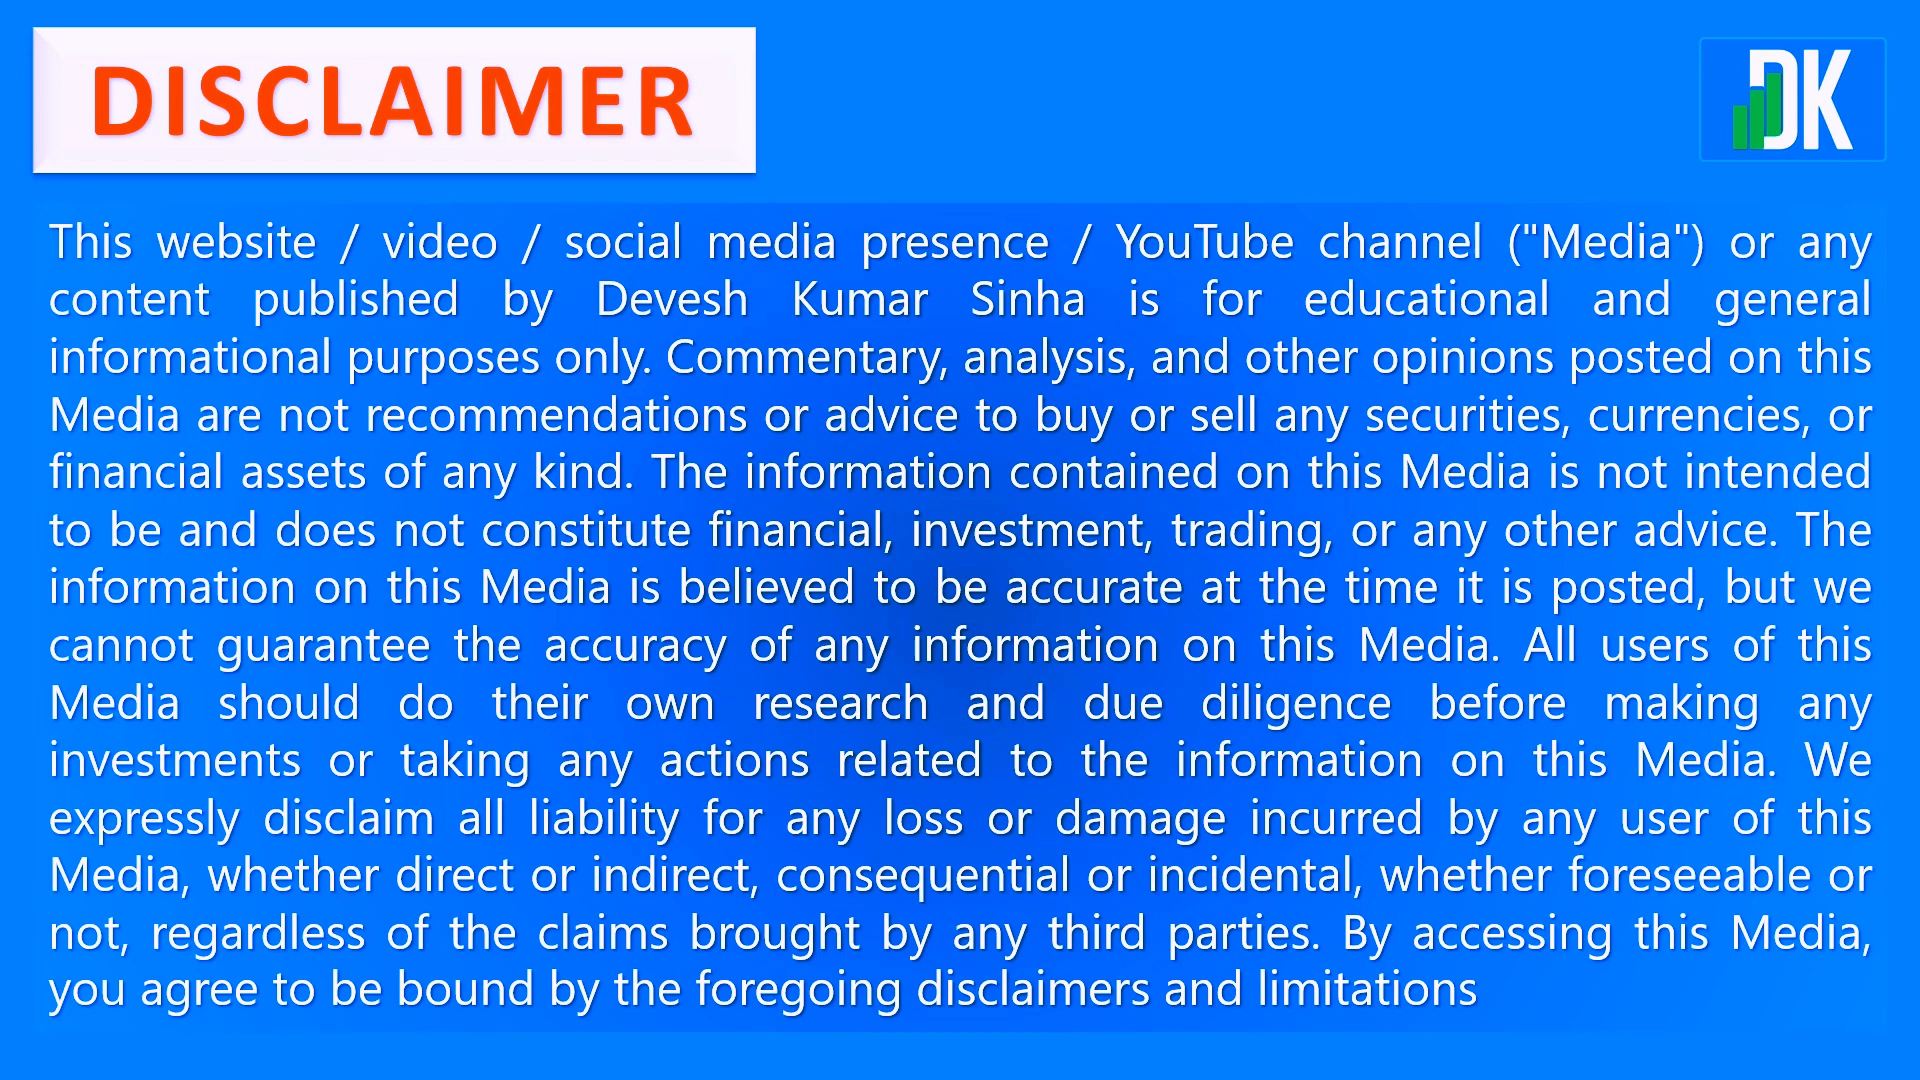 DISCLAIMER
DK
This website / video / social media presence / YouTube channel ("Media") or any
content published by Devesh Kumar Sinha is for educational and general
informational purposes only. Commentary, analysis, and other opinions posted on this
Media are not recommendations or advice to buy or sell any securities, currencies, or
financial assets of any kind. The information contained on this Media is not intended
to be and does not constitute financial, investment, trading, or any other advice. The
information on this Media is believed to be accurate at the time it is posted, but we
cannot guarantee the accuracy of any information on this Media. All users of this
Media should do their own research and due diligence before making any
investments or taking any actions related to the information on this Media. We
expressly disclaim all liability for any loss or damage incurred by any user of this
Media, whether direct or indirect, consequential or incidental, whether foreseeable or
not, regardless of the claims brought by any third parties. By accessing this Media,
you agree to be bound by the foregoing disclaimers and limitations